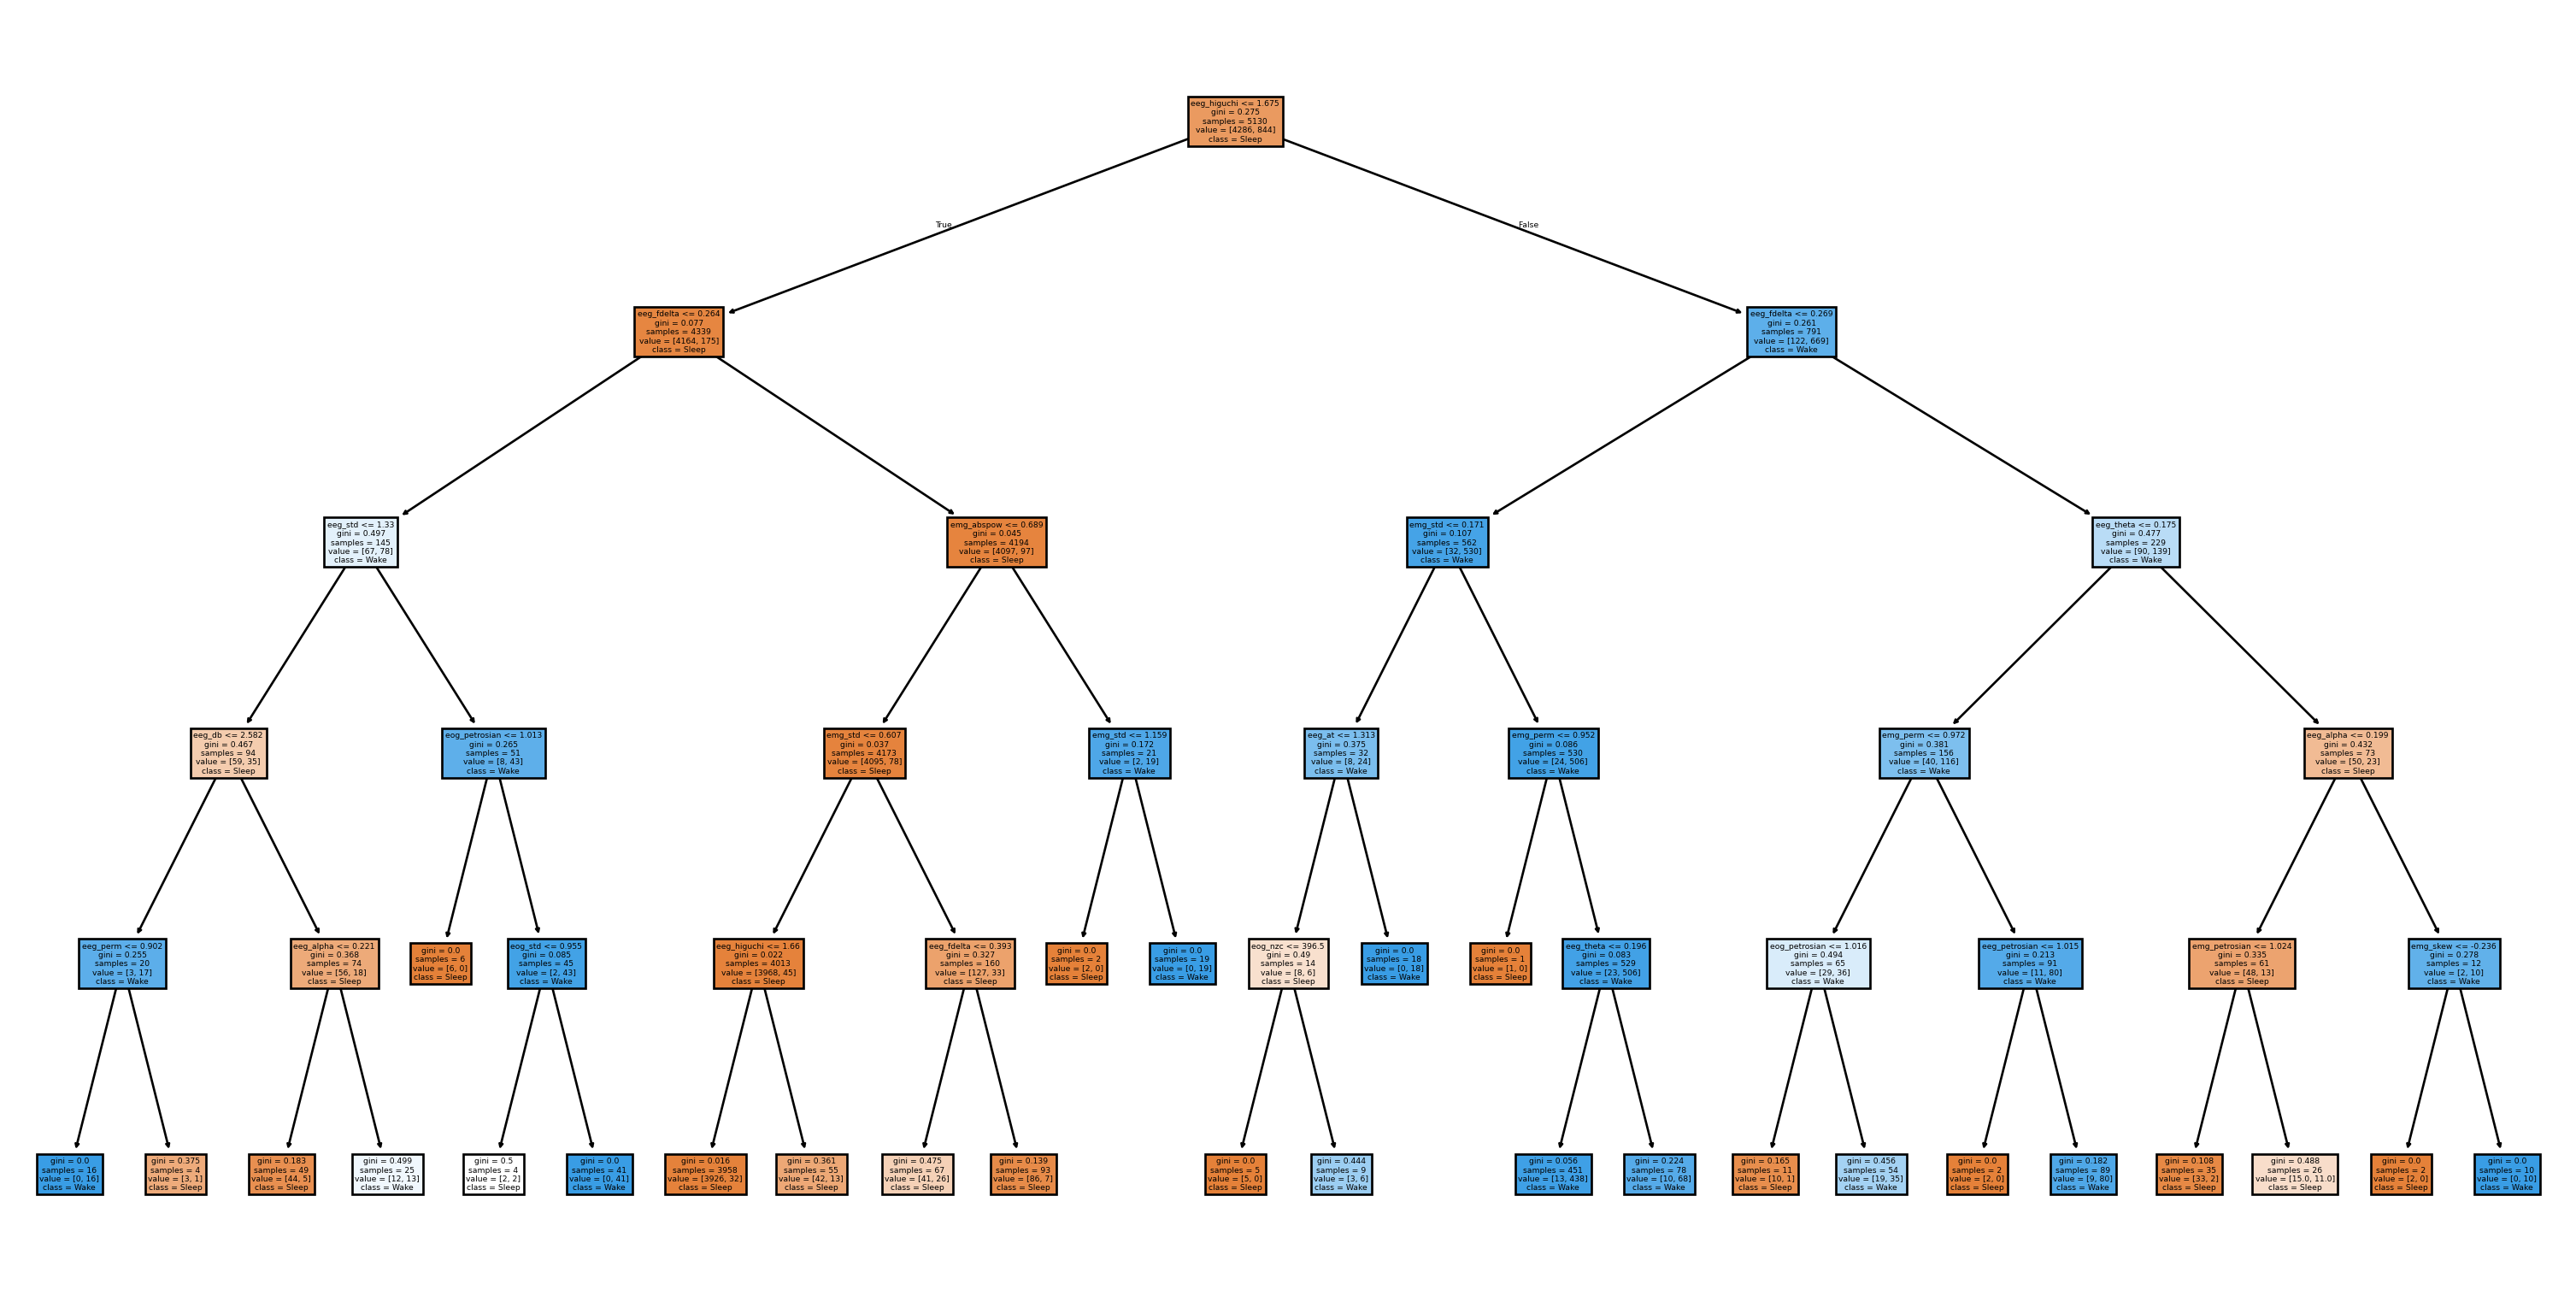 eeg_higuchi <= 1.675
gini = 0.275
samples = 5130
value = [4286, 844]
class = Sleep
True
False
eeg_fdelta <= 0.264
gini = 0.077
samples = 4339
value = [4164, 175]
class = Sleep
eeg_fdelta <= 0.269
gini = 0.261
samples = 791
value = [122, 669]
class = Wake
eeg_std <= 1.33
gini = 0.497
samples = 145
value = [67, 78]
class = Wake
emg_abspow <= 0.689
gini = 0.045
samples = 4194
value = [4097, 97]
class = Sleep
emg_std <= 0.171
gini = 0.107
samples = 562
value = [32, 530]
class = Wake
eeg_theta <= 0.175
gini = 0.477
samples = 229
value = [90, 139]
class = Wake
eeg_db <= 2.582
gini = 0.467
samples = 94
value = [59, 35]
class = Sleep
eog_petrosian <= 1.013
gini = 0.265
samples = 51
value = [8, 43]
class = Wake
emg_std <= 0.607
gini = 0.037
samples = 4173
value = [4095, 78]
class = Sleep
emg_std <= 1.159
gini = 0.172
samples = 21
value = [2, 19]
class = Wake
eeg_at <= 1.313
gini = 0.375
samples = 32
value = [8, 24]
class = Wake
emg_perm <= 0.952
gini = 0.086
samples = 530
value = [24, 506]
class = Wake
emg_perm <= 0.972
gini = 0.381
samples = 156
value = [40, 116]
class = Wake
eeg_alpha <= 0.199
gini = 0.432
samples = 73
value = [50, 23]
class = Sleep
eeg_perm <= 0.902
gini = 0.255
samples = 20
value = [3, 17]
class = Wake
eeg_alpha <= 0.221
gini = 0.368
samples = 74
value = [56, 18]
class = Sleep
gini = 0.0
samples = 6
value = [6, 0]
class = Sleep
eog_std <= 0.955
gini = 0.085
samples = 45
value = [2, 43]
class = Wake
eeg_higuchi <= 1.66
gini = 0.022
samples = 4013
value = [3968, 45]
class = Sleep
eeg_fdelta <= 0.393
gini = 0.327
samples = 160
value = [127, 33]
class = Sleep
gini = 0.0
samples = 2
value = [2, 0]
class = Sleep
gini = 0.0
samples = 19
value = [0, 19]
class = Wake
eog_nzc <= 396.5
gini = 0.49
samples = 14
value = [8, 6]
class = Sleep
gini = 0.0
samples = 18
value = [0, 18]
class = Wake
gini = 0.0
samples = 1
value = [1, 0]
class = Sleep
eeg_theta <= 0.196
gini = 0.083
samples = 529
value = [23, 506]
class = Wake
eog_petrosian <= 1.016
gini = 0.494
samples = 65
value = [29, 36]
class = Wake
eeg_petrosian <= 1.015
gini = 0.213
samples = 91
value = [11, 80]
class = Wake
emg_petrosian <= 1.024
gini = 0.335
samples = 61
value = [48, 13]
class = Sleep
emg_skew <= -0.236
gini = 0.278
samples = 12
value = [2, 10]
class = Wake
gini = 0.0
samples = 16
value = [0, 16]
class = Wake
gini = 0.375
samples = 4
value = [3, 1]
class = Sleep
gini = 0.183
samples = 49
value = [44, 5]
class = Sleep
gini = 0.499
samples = 25
value = [12, 13]
class = Wake
gini = 0.5
samples = 4
value = [2, 2]
class = Sleep
gini = 0.0
samples = 41
value = [0, 41]
class = Wake
gini = 0.016
samples = 3958
value = [3926, 32]
class = Sleep
gini = 0.361
samples = 55
value = [42, 13]
class = Sleep
gini = 0.475
samples = 67
value = [41, 26]
class = Sleep
gini = 0.139
samples = 93
value = [86, 7]
class = Sleep
gini = 0.0
samples = 5
value = [5, 0]
class = Sleep
gini = 0.444
samples = 9
value = [3, 6]
class = Wake
gini = 0.056
samples = 451
value = [13, 438]
class = Wake
gini = 0.224
samples = 78
value = [10, 68]
class = Wake
gini = 0.165
samples = 11
value = [10, 1]
class = Sleep
gini = 0.456
samples = 54
value = [19, 35]
class = Wake
gini = 0.0
samples = 2
value = [2, 0]
class = Sleep
gini = 0.182
samples = 89
value = [9, 80]
class = Wake
gini = 0.108
samples = 35
value = [33, 2]
class = Sleep
gini = 0.488
samples = 26
value = [15.0, 11.0]
class = Sleep
gini = 0.0
samples = 2
value = [2, 0]
class = Sleep
gini = 0.0
samples = 10
value = [0, 10]
class = Wake